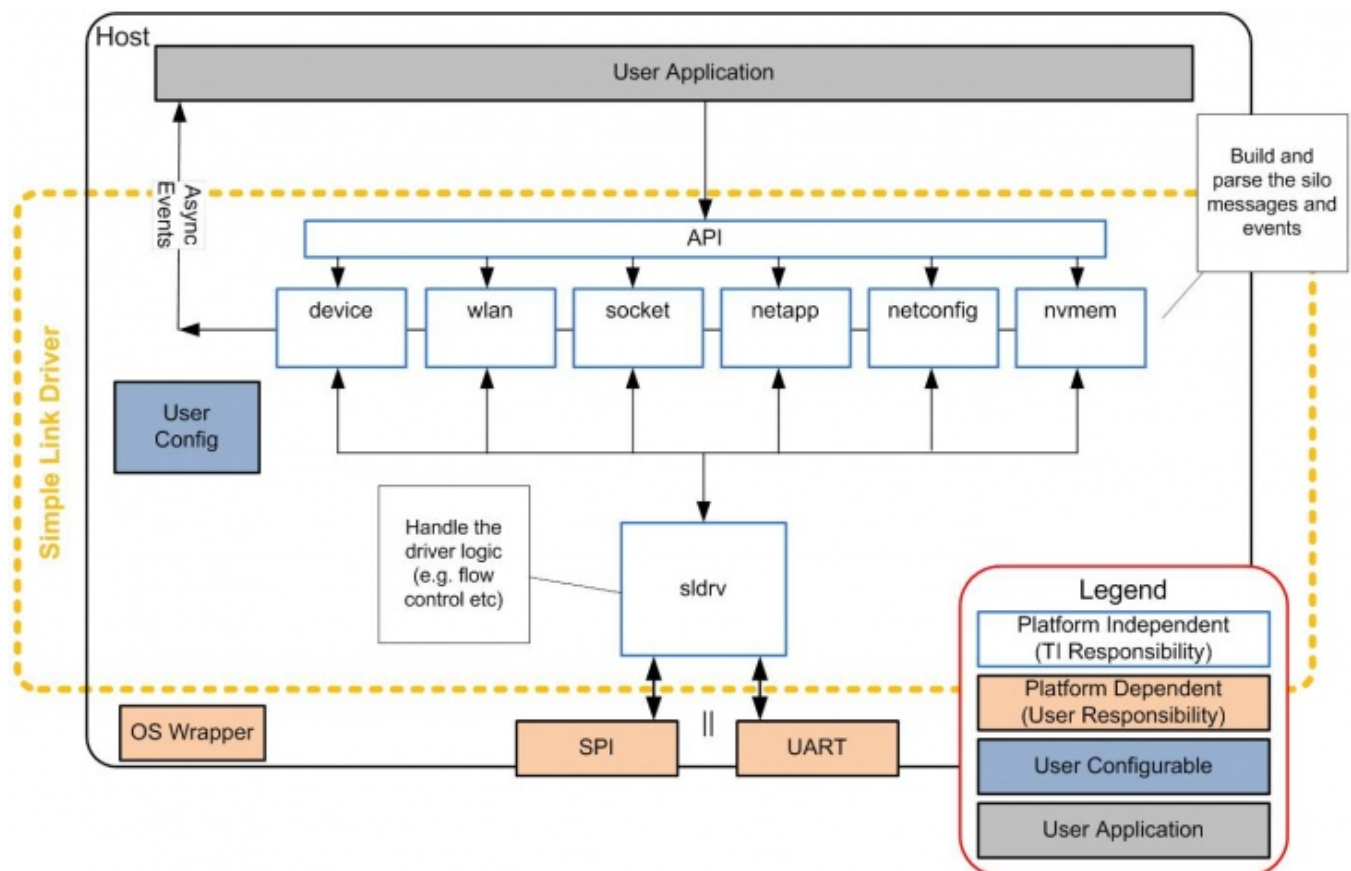 Host
User Application
Async
Events
Build and
parse the silo
messages and
events
API
device
wlan
socket
netapp
netconfig
nvmem
Simple Link Driver
User
Config
Handle the
driver logic
(e.g. flow
control etc)
sldrv
OS Wrapper
SPI
||
UART
Legend
Platform Independent
(TI Responsibility)
Platform Dependent
(User Responsibility)
User Configurable
User Application